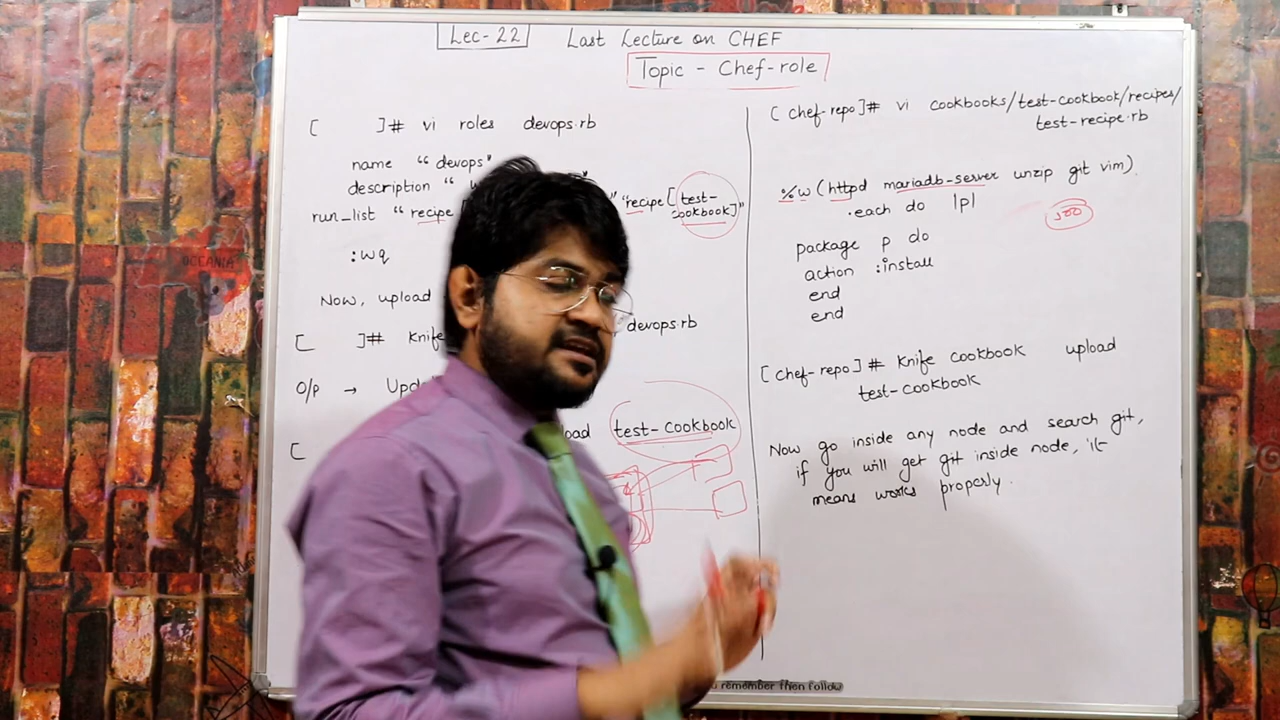 Lec-22 Last Lecture on CHEF
Topic - Chef-role
[ ]# vi roles devops.rb
name "devops"
description "
run_list "recipe "recipe[test-
cookbook]"
:wq
Now, upload
[ ]# knife devops.rb
O/p →
[ test-cookbook
[chef-repo]# vi cookbooks/test-cookbook/recipes/
test-recipe.rb
%w (httpd mariadb-server unzip git vim)
.each do |p|
package p do
action :install
end
end
[chef-repo]# Knife cookbook upload
test-cookbook
Now go inside any node and search git,
if you will get git inside node, it
means works properly.
remember then follow
OCEANIA